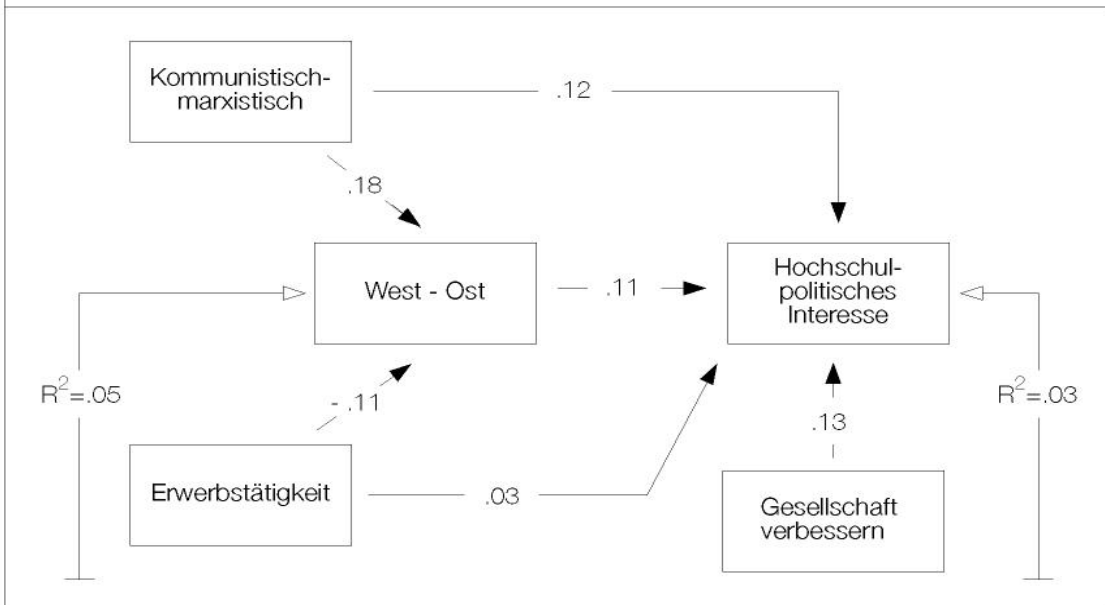 Kommunistisch-
marxistisch
.12
.18
West - Ost
.11
Hochschul-
politisches
Interesse
R²=.05
- .11
R²=.03
.13
Erwerbstätigkeit
.03
Gesellschaft
verbessern